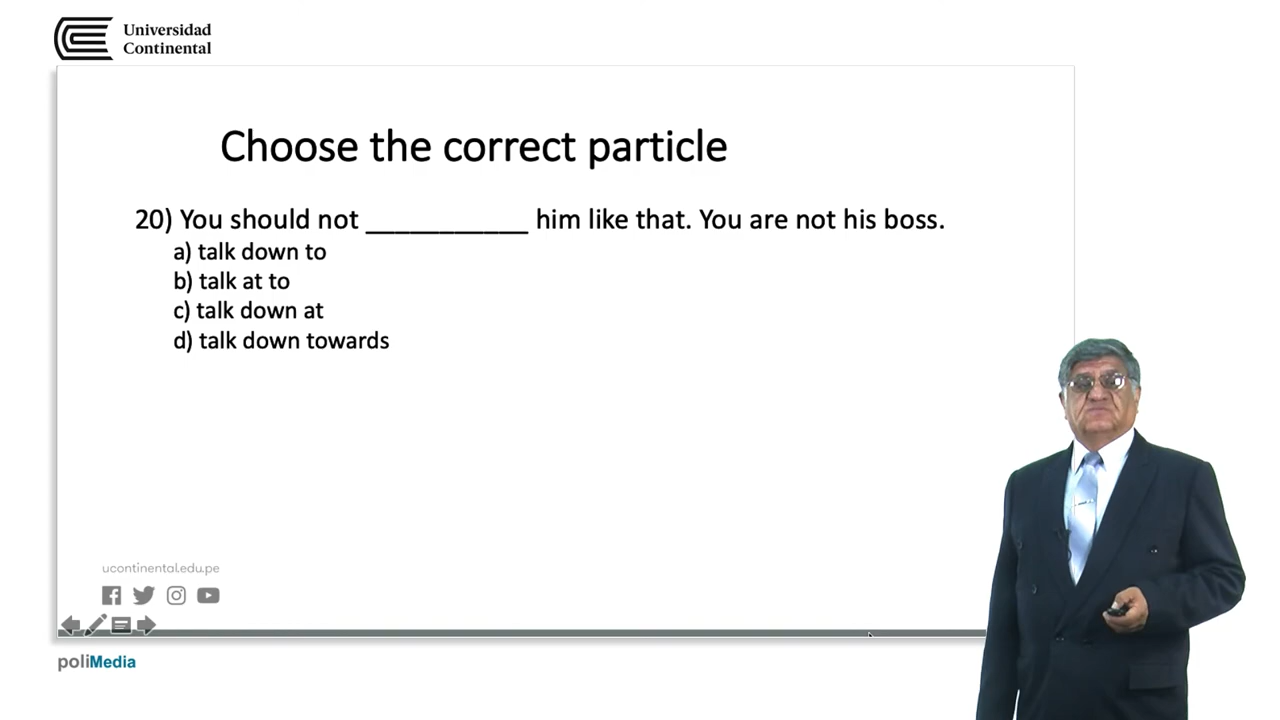 Universidad
Continental
Choose the correct particle
20) You should not ___________ him like that. You are not his boss.
a) talk down to
b) talk at to
c) talk down at
d) talk down towards
ucontinental.edu.pe
poliMedia